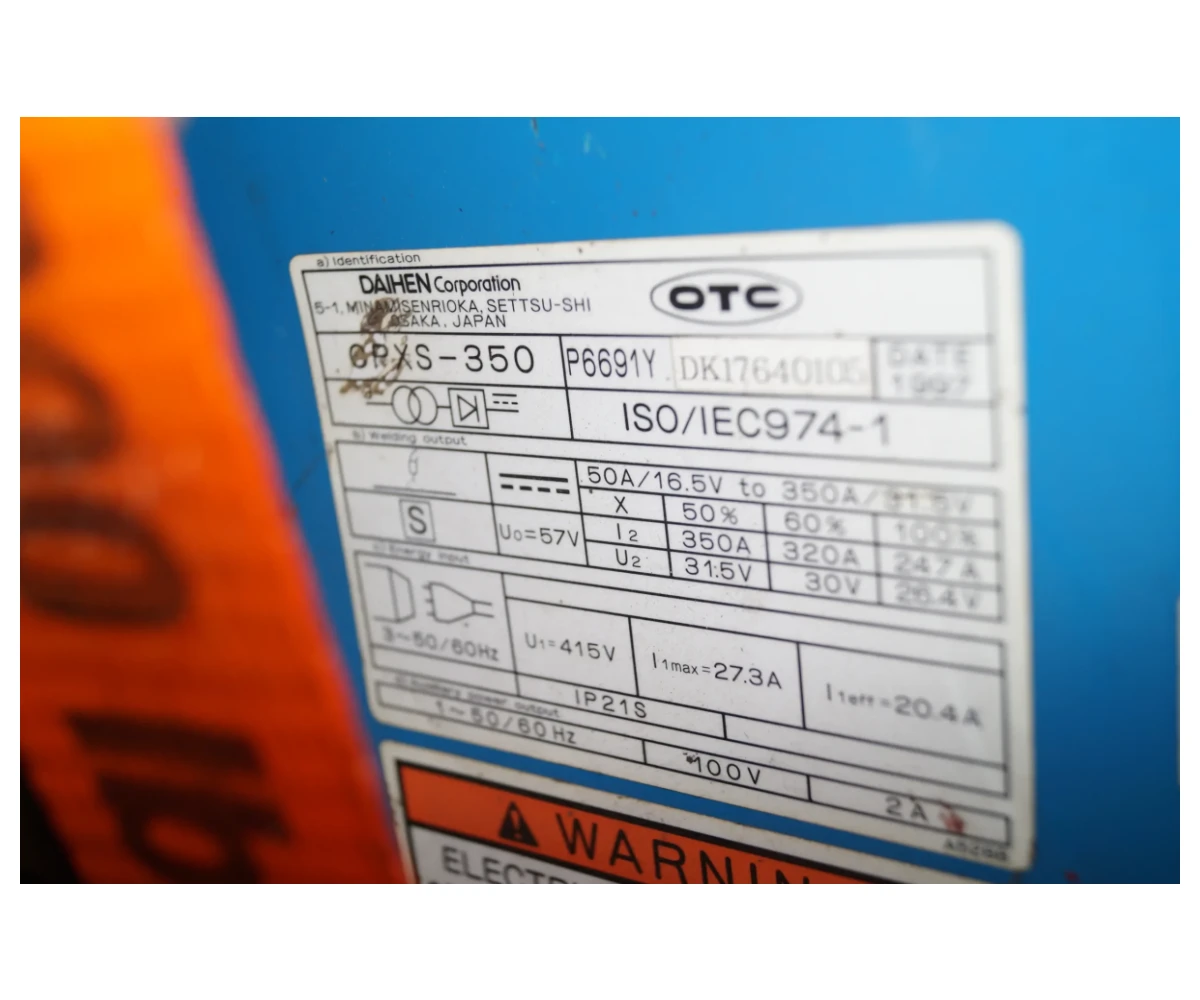 a) Identification
DAIHEN Corporation
5-1, MINAMISENRIOKA, SETTSU-SHI
OSAKA, JAPAN
OTC
CRXS-350 P6691Y DK17640105 DATE 1997
ISO/IEC974-1
b) Welding output
50A/16.5V to 350A/31.5V
X 50% 60% 100%
S U0=57V I2 350A 320A 247A
U2 31.5V 30V 26.4V
c) Energy input
3~50/60Hz U1=415V I1max=27.3A I1eff=20.4A
IP21S
c) Auxiliary power output
1~50/60Hz 100V 2A
WARNIN
ELECTRI
lb